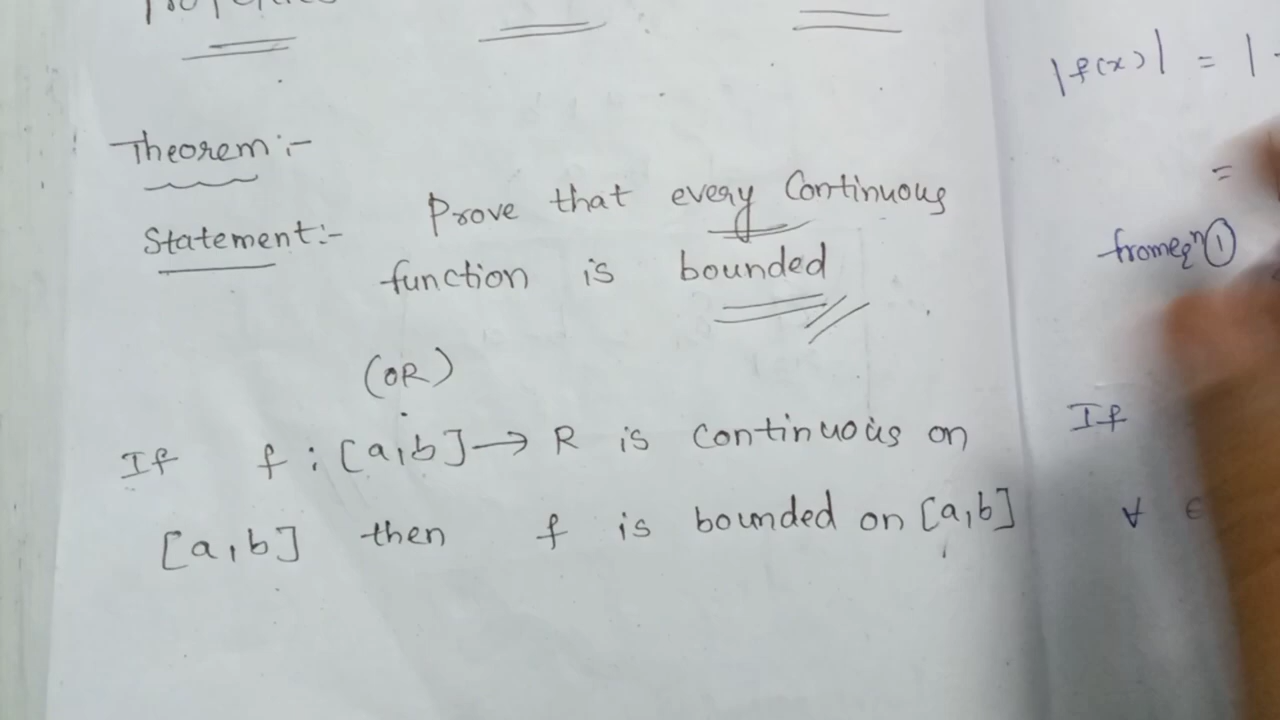 Theorem :-
Statement :- Prove that every Continuous
function is bounded
(OR)
If f : [a,b] → R is continuous on
[a,b] then f is bounded on [a,b]
|f(x)| = |
=
from eqⁿ ①
If
∀ ∈